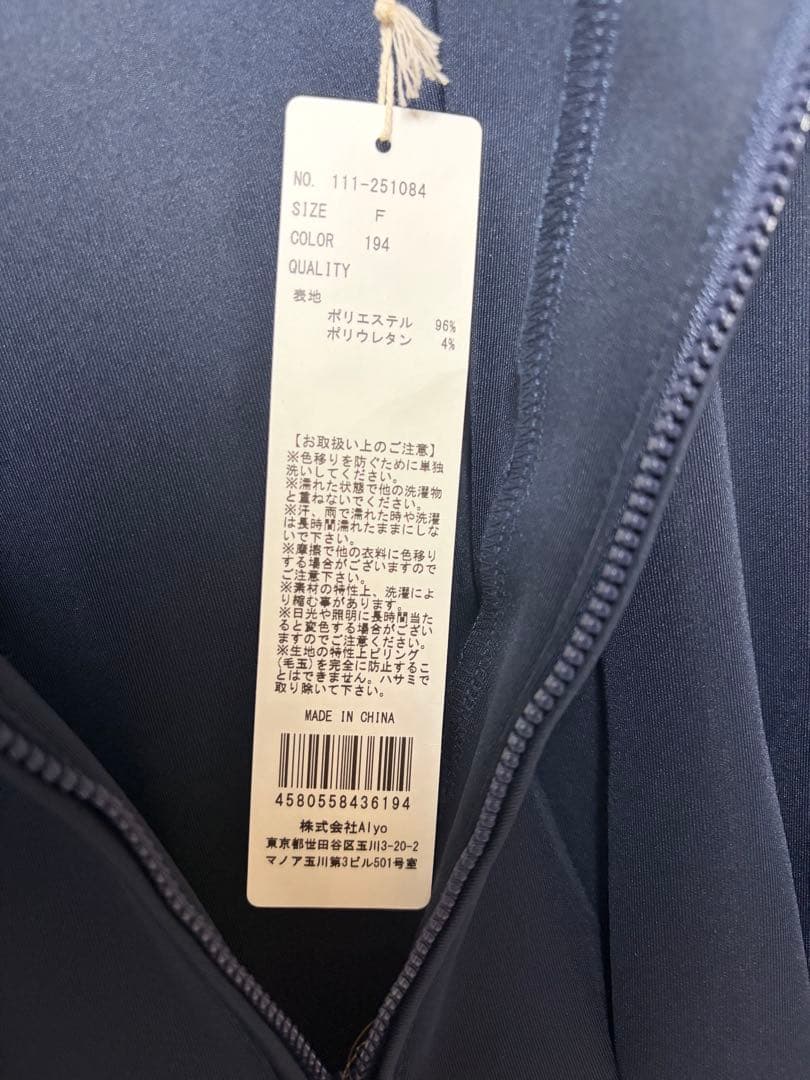 NO. 111-251084
SIZE F
COLOR 194
QUALITY
表地
ポリエステル 96%
ポリウレタン 4%
【お取扱い上のご注意】
※色移りを防ぐために単独
洗いしてください。
※濡れた状態で他の洗濯物
と重ねないでください。
※汗、雨で濡れた時や洗濯
は長時間濡れたままにしな
いで下さい。
※摩擦で他の衣料に色移り
する場合がございますので
ご注意下さい。
※素材の特性上、洗濯によ
り縮む事があります。
※日光や照明に長時間当た
ると変色する場合がござい
ますのでご注意ください。
※生地の特性上ピリング
(毛玉)を完全に防止するこ
とはできません。ハサミで
取り除いて下さい。
MADE IN CHINA
4580558436194
株式会社Alyo
東京都世田谷区玉川3-20-2
マノア玉川第3ビル501号室